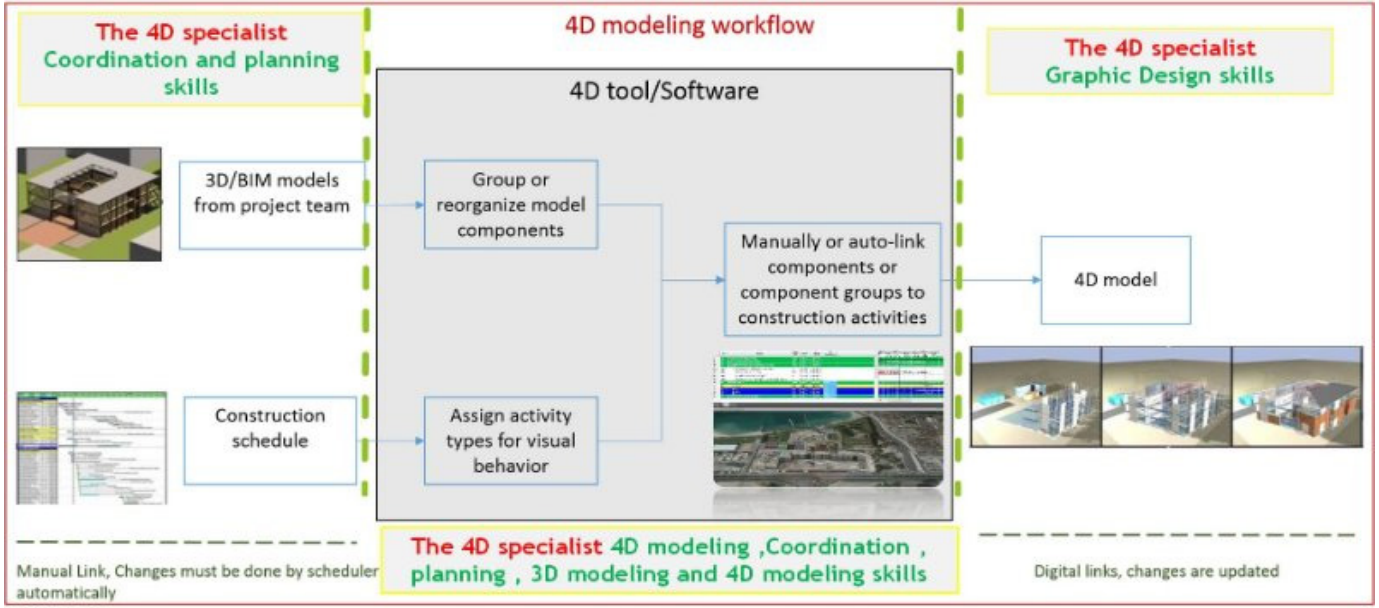 The 4D specialist
Coordination and planning
skills
4D modeling workflow
The 4D specialist
Graphic Design skills
4D tool/Software
3D/BIM models
from project team
Group or
reorganize model
components
Manually or auto-link
components or
component groups to
construction activities
4D model
Construction
schedule
Assign activity
types for visual
behavior
The 4D specialist 4D modeling ,Coordination ,
planning , 3D modeling and 4D modeling skills
Manual Link, Changes must be done by scheduler
automatically
Digital links, changes are updated